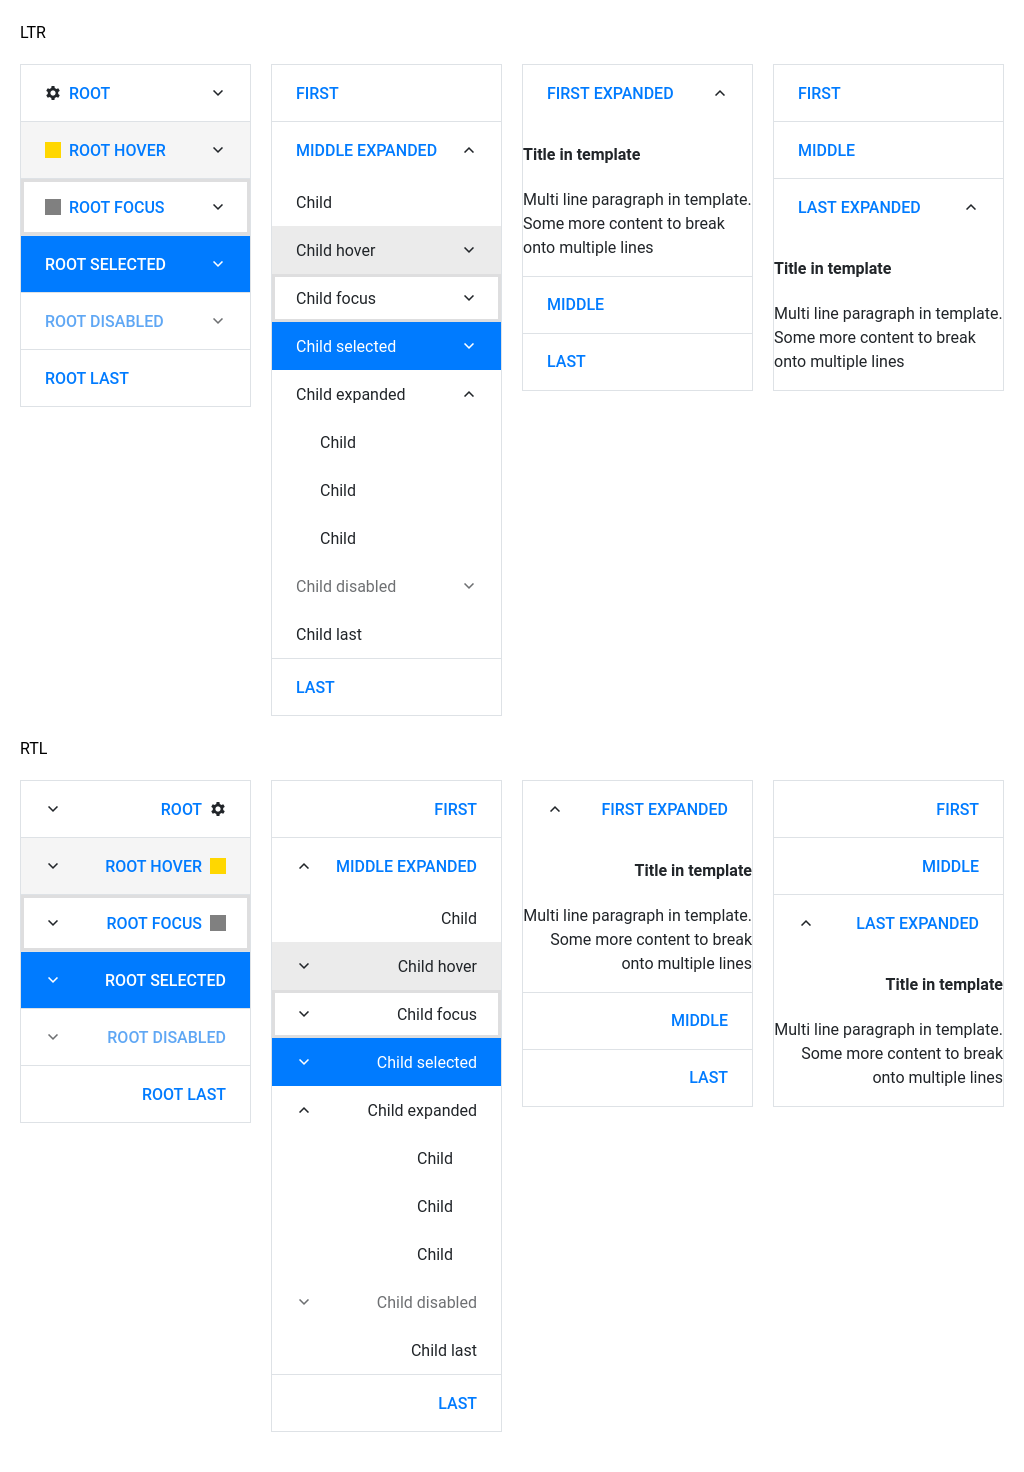 LTR
ROOT
ROOT HOVER
ROOT FOCUS
ROOT SELECTED
ROOT DISABLED
ROOT LAST
FIRST
MIDDLE EXPANDED
Child
Child hover
Child focus
Child selected
Child expanded
Child
Child
Child
Child disabled
Child last
LAST
FIRST EXPANDED
Title in template
Multi line paragraph in template.
Some more content to break
onto multiple lines
MIDDLE
LAST
FIRST
MIDDLE
LAST EXPANDED
Title in template
Multi line paragraph in template.
Some more content to break
onto multiple lines
RTL
ROOT
ROOT HOVER
ROOT FOCUS
ROOT SELECTED
ROOT DISABLED
ROOT LAST
FIRST
MIDDLE EXPANDED
Child
Child hover
Child focus
Child selected
Child expanded
Child
Child
Child
Child disabled
Child last
LAST
FIRST EXPANDED
Title in template
Multi line paragraph in template.
Some more content to break
onto multiple lines
MIDDLE
LAST
FIRST
MIDDLE
LAST EXPANDED
Title in template
Multi line paragraph in template.
Some more content to break
onto multiple lines